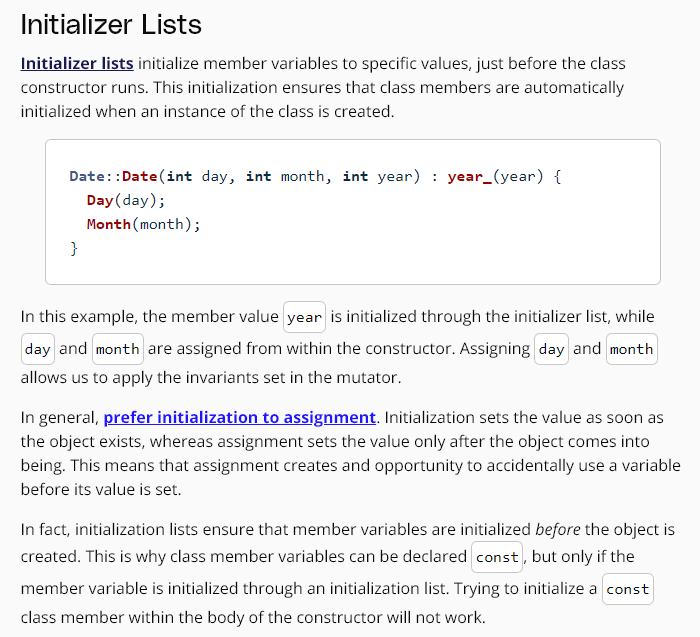 Initializer Lists
Initializer lists initialize member variables to specific values, just before the class
constructor runs. This initialization ensures that class members are automatically
initialized when an instance of the class is created.
Date::Date(int day, int month, int year) : year_(year) {
  Day(day);
  Month(month);
}
In this example, the member value year is initialized through the initializer list, while
day and month are assigned from within the constructor. Assigning day and month
allows us to apply the invariants set in the mutator.
In general, prefer initialization to assignment. Initialization sets the value as soon as
the object exists, whereas assignment sets the value only after the object comes into
being. This means that assignment creates and opportunity to accidentally use a variable
before its value is set.
In fact, initialization lists ensure that member variables are initialized before the object is
created. This is why class member variables can be declared const, but only if the
member variable is initialized through an initialization list. Trying to initialize a const
class member within the body of the constructor will not work.